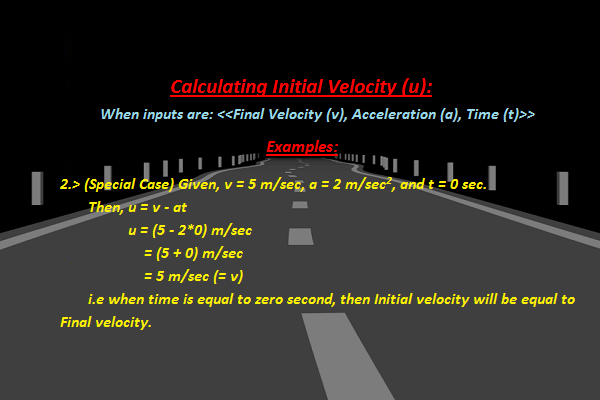 Calculating Initial Velocity (u):
When inputs are: <<Final Velocity (v), Acceleration (a), Time (t)>>
Examples:
2.> (Special Case) Given, v = 5 m/sec, a = 2 m/sec², and t = 0 sec.
Then, u = v - at
u = (5 - 2*0) m/sec
= (5 + 0) m/sec
= 5 m/sec (= v)
i.e when time is equal to zero second, then Initial velocity will be equal to
Final velocity.